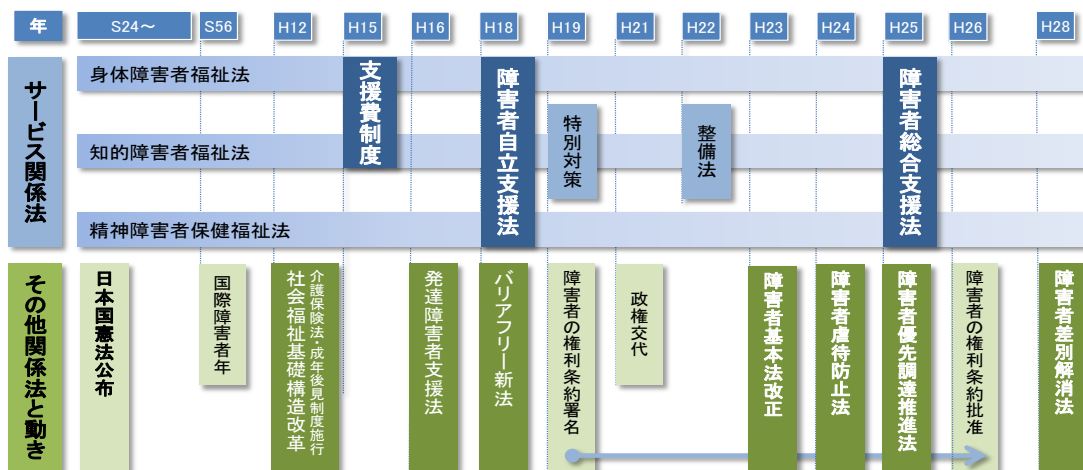 年
S24～
S56
H12
H15
H16
H18
H19
H21
H22
H23
H24
H25
H26
H28
サービス関係法
身体障害者福祉法
知的障害者福祉法
精神障害者保健福祉法
支援費制度
障害者自立支援法
特別対策
整備法
障害者総合支援法
その他関係法と動き
日本国憲法公布
国際障害者年
介護保険法・成年後見制度施行
社会福祉基礎構造改革
発達障害者支援法
バリアフリー新法
障害者の権利条約署名
政権交代
障害者基本法改正
障害者虐待防止法
障害者優先調達推進法
障害者の権利条約批准
障害者差別解消法